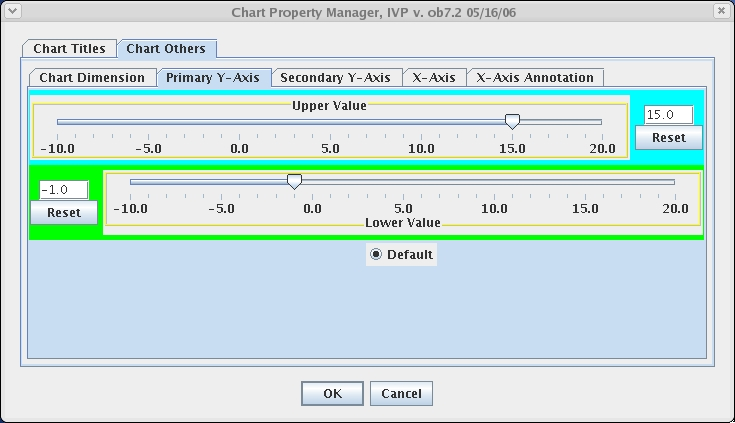 Chart Property Manager, IVP v. ob7.2 05/16/06
Chart Titles Chart Others
Chart Dimension Primary Y-Axis Secondary Y-Axis X-Axis X-Axis Annotation
Upper Value
-10.0 -5.0 0.0 5.0 10.0 15.0 20.0
15.0
Reset
-1.0
Reset
-10.0 -5.0 0.0 5.0 10.0 15.0 20.0
Lower Value
Default
OK Cancel